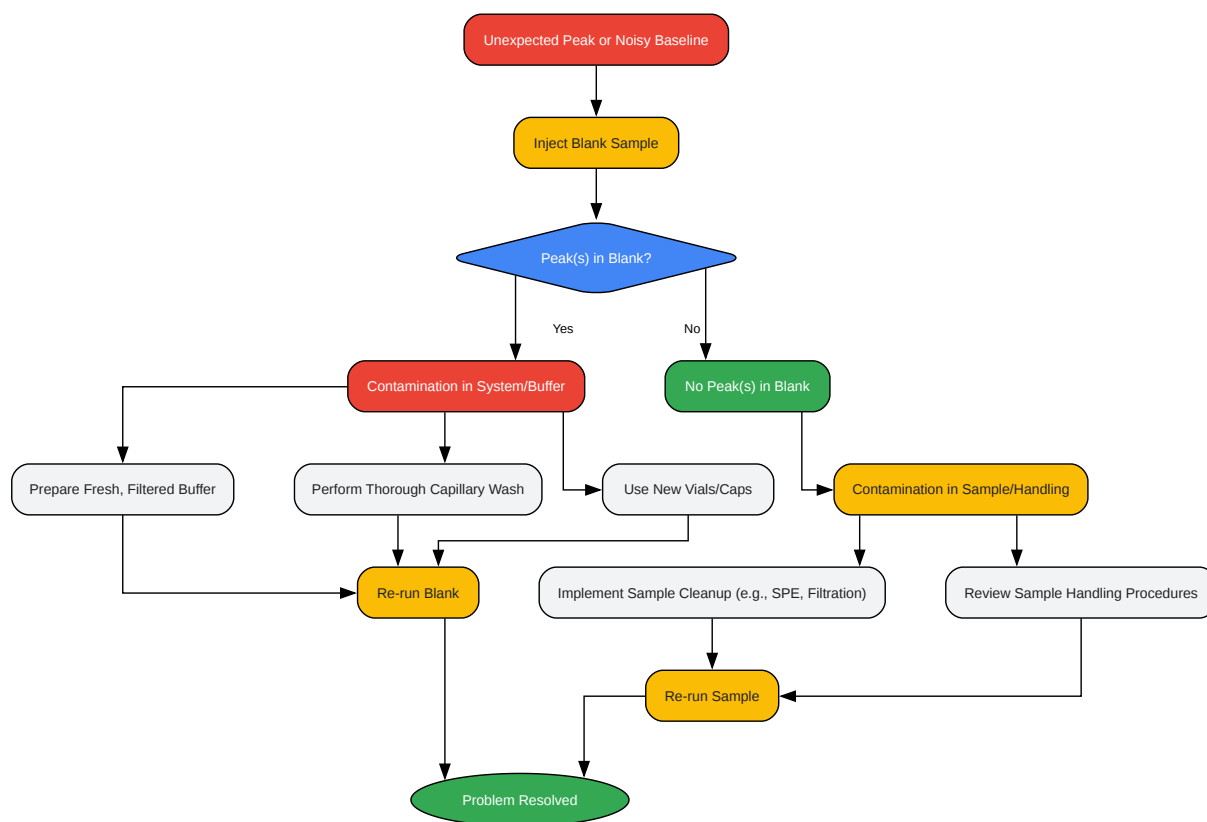 Unexpected Peak or Noisy Baseline
Inject Blank Sample
Peak(s) in Blank?
Yes
No
Contamination in System/Buffer
No Peak(s) in Blank
Prepare Fresh, Filtered Buffer
Perform Thorough Capillary Wash
Use New Vials/Caps
Contamination in Sample/Handling
Re-run Blank
Implement Sample Cleanup (e.g., SPE, Filtration)
Review Sample Handling Procedures
Re-run Sample
Problem Resolved